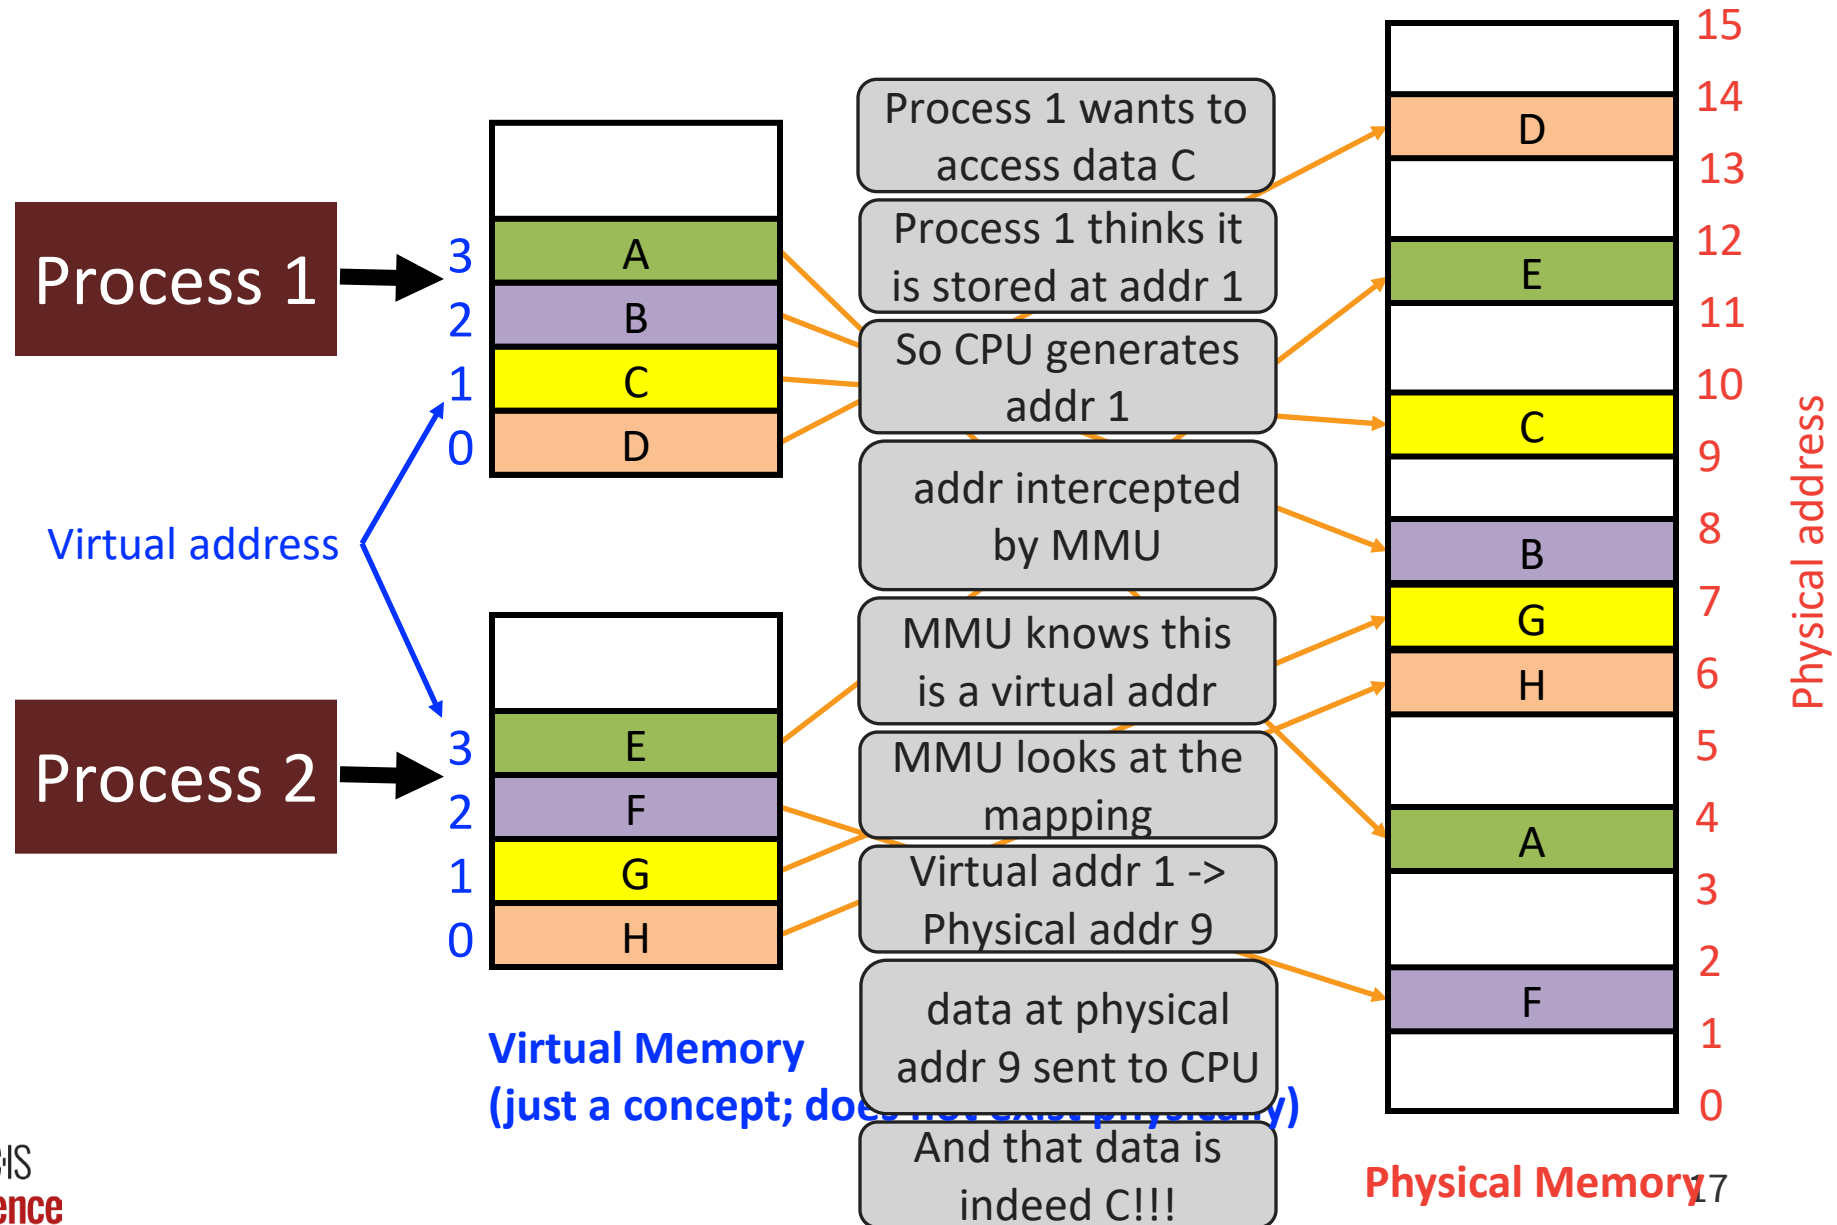 Process 1
3
2
1
0
A
B
C
D
Virtual address
Process 2
3
2
1
0
E
F
G
H
Virtual Memory
(just a concept; does not exist physically)
Process 1 wants to
access data C
Process 1 thinks it
is stored at addr 1
So CPU generates
addr 1
addr intercepted
by MMU
MMU knows this
is a virtual addr
MMU looks at the
mapping
Virtual addr 1 ->
Physical addr 9
data at physical
addr 9 sent to CPU
And that data is
indeed C!!!
D
E
C
B
G
H
A
F
15
14
13
12
11
10
9
8
7
6
5
4
3
2
1
0
Physical address
Physical Memory
17